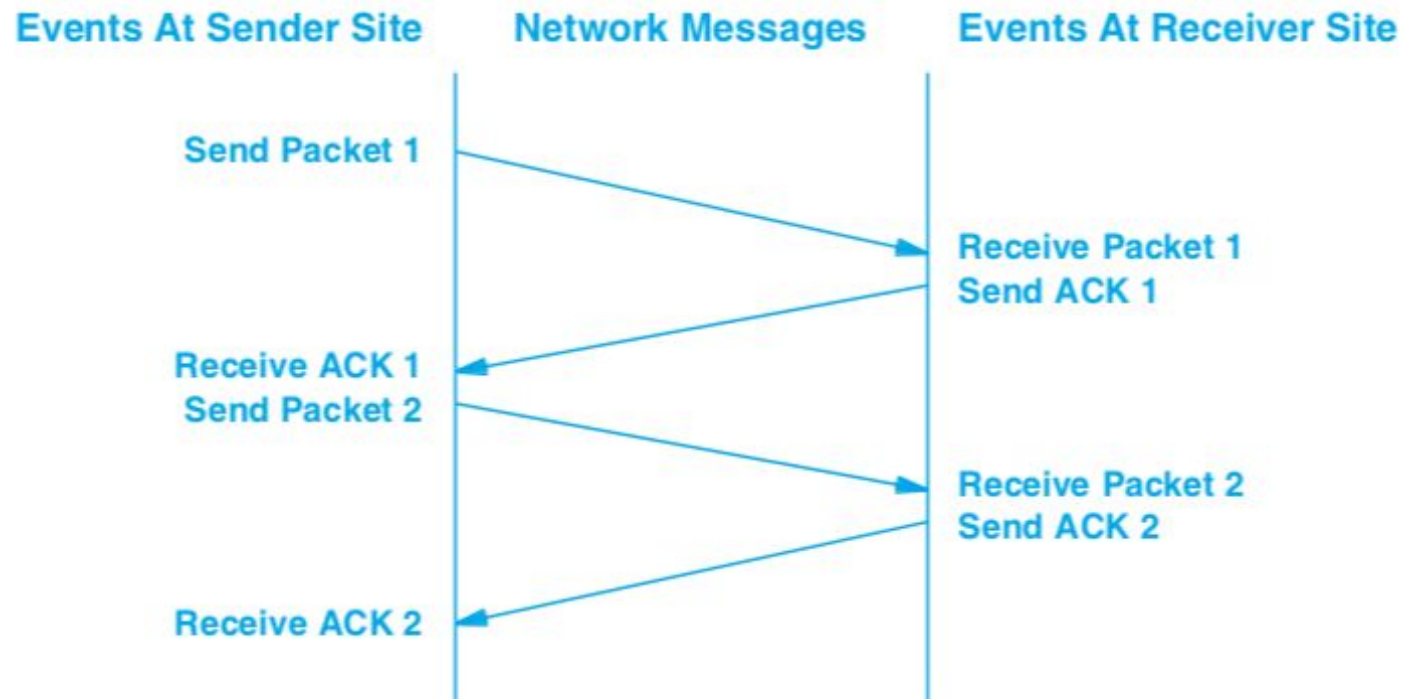 Events At Sender Site
Network Messages
Events At Receiver Site
Send Packet 1
Receive Packet 1
Send ACK 1
Receive ACK 1
Send Packet 2
Receive Packet 2
Send ACK 2
Receive ACK 2